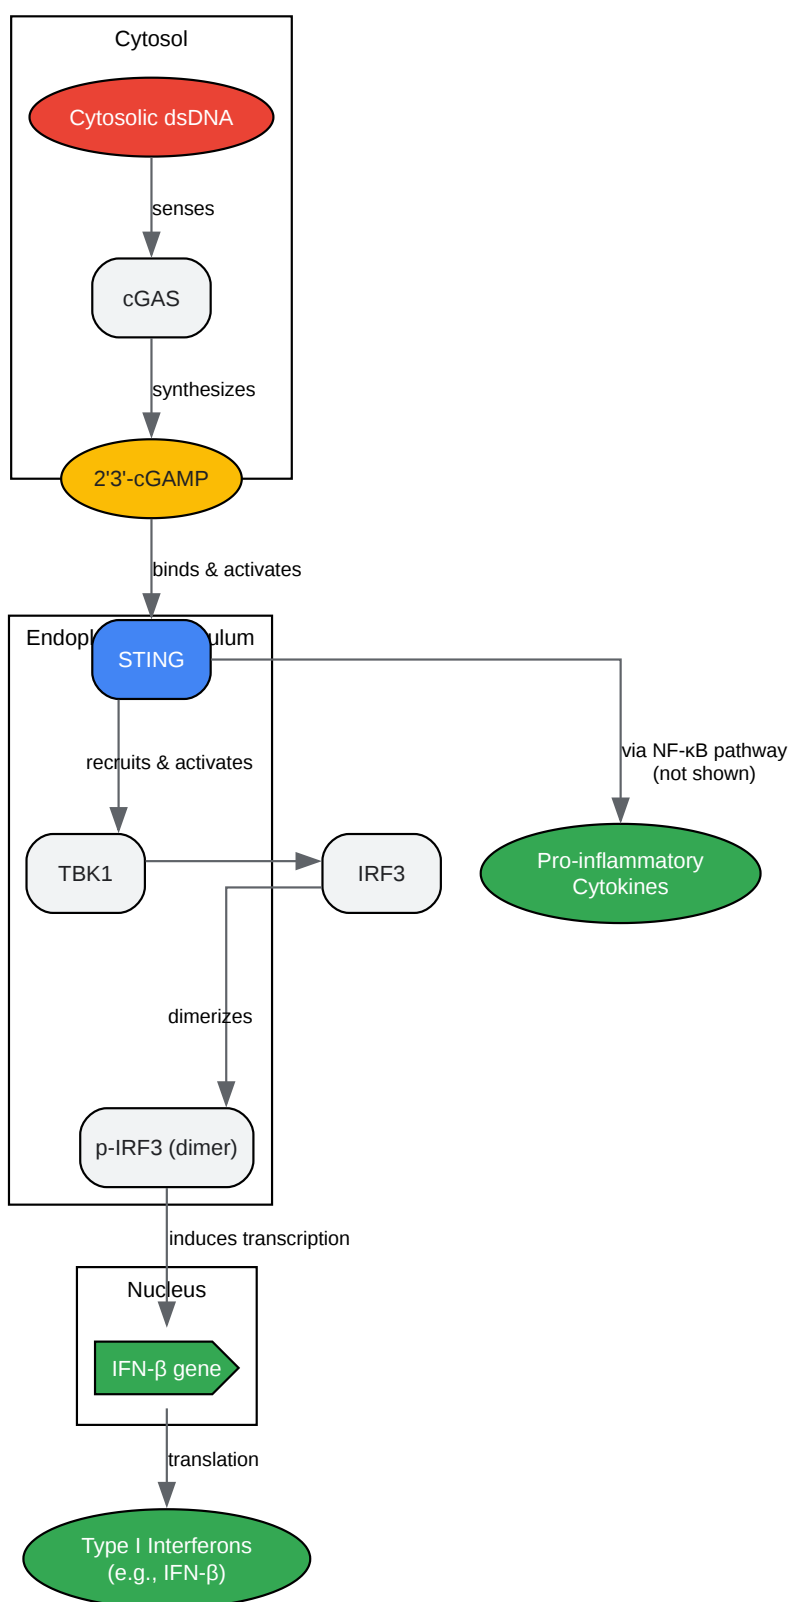 Cytosol
Cytosolic dsDNA
senses
cGAS
synthesizes
2'3'-cGAMP
binds & activates
STING
recruits & activates
via NF-κB pathway
(not shown)
TBK1
IRF3
Pro-inflammatory
Cytokines
dimerizes
p-IRF3 (dimer)
induces transcription
Nucleus
IFN-β gene
translation
Type I Interferons
(e.g., IFN-β)